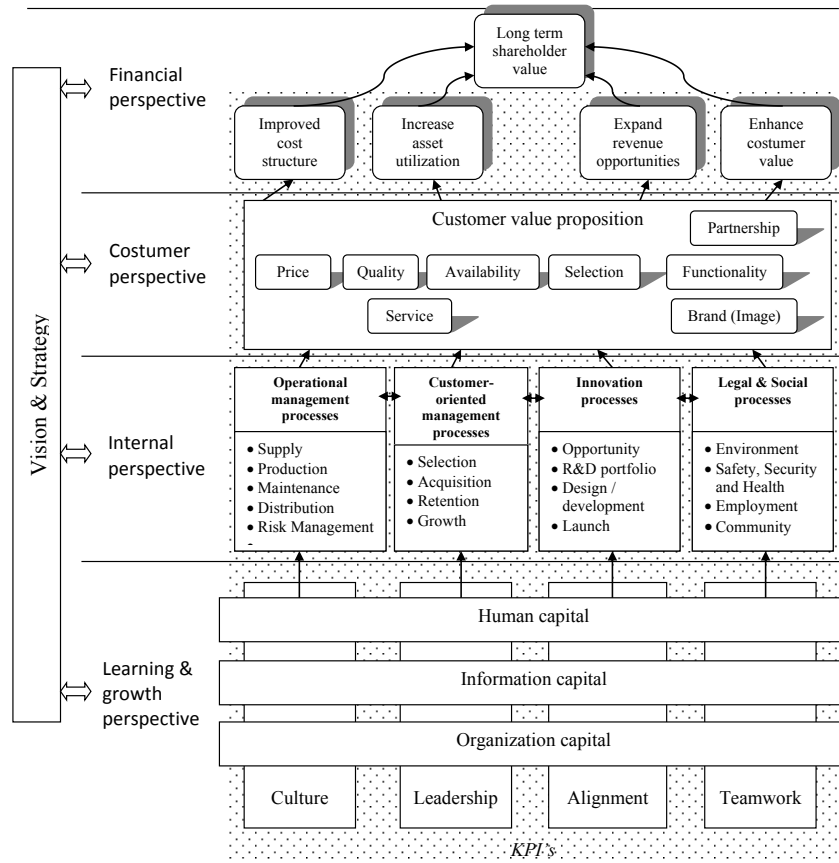 Long term
shareholder
value
Financial
perspective
Improved
cost
structure
Increase
asset
utilization
Expand
revenue
opportunities
Enhance
costumer
value
Vision & Strategy
Costumer
perspective
Customer value proposition
Partnership
Price
Quality
Availability
Selection
Functionality
Service
Brand (Image)
Internal
perspective
Operational
management
processes
• Supply
• Production
• Maintenance
• Distribution
• Risk Management
Customer-
oriented
management
processes
• Selection
• Acquisition
• Retention
• Growth
Innovation
processes
• Opportunity
• R&D portfolio
• Design /
development
• Launch
Legal & Social
processes
• Environment
• Safety, Security
and Health
• Employment
• Community
Learning &
growth
perspective
Human capital
Information capital
Organization capital
Culture
Leadership
Alignment
Teamwork
KPI's